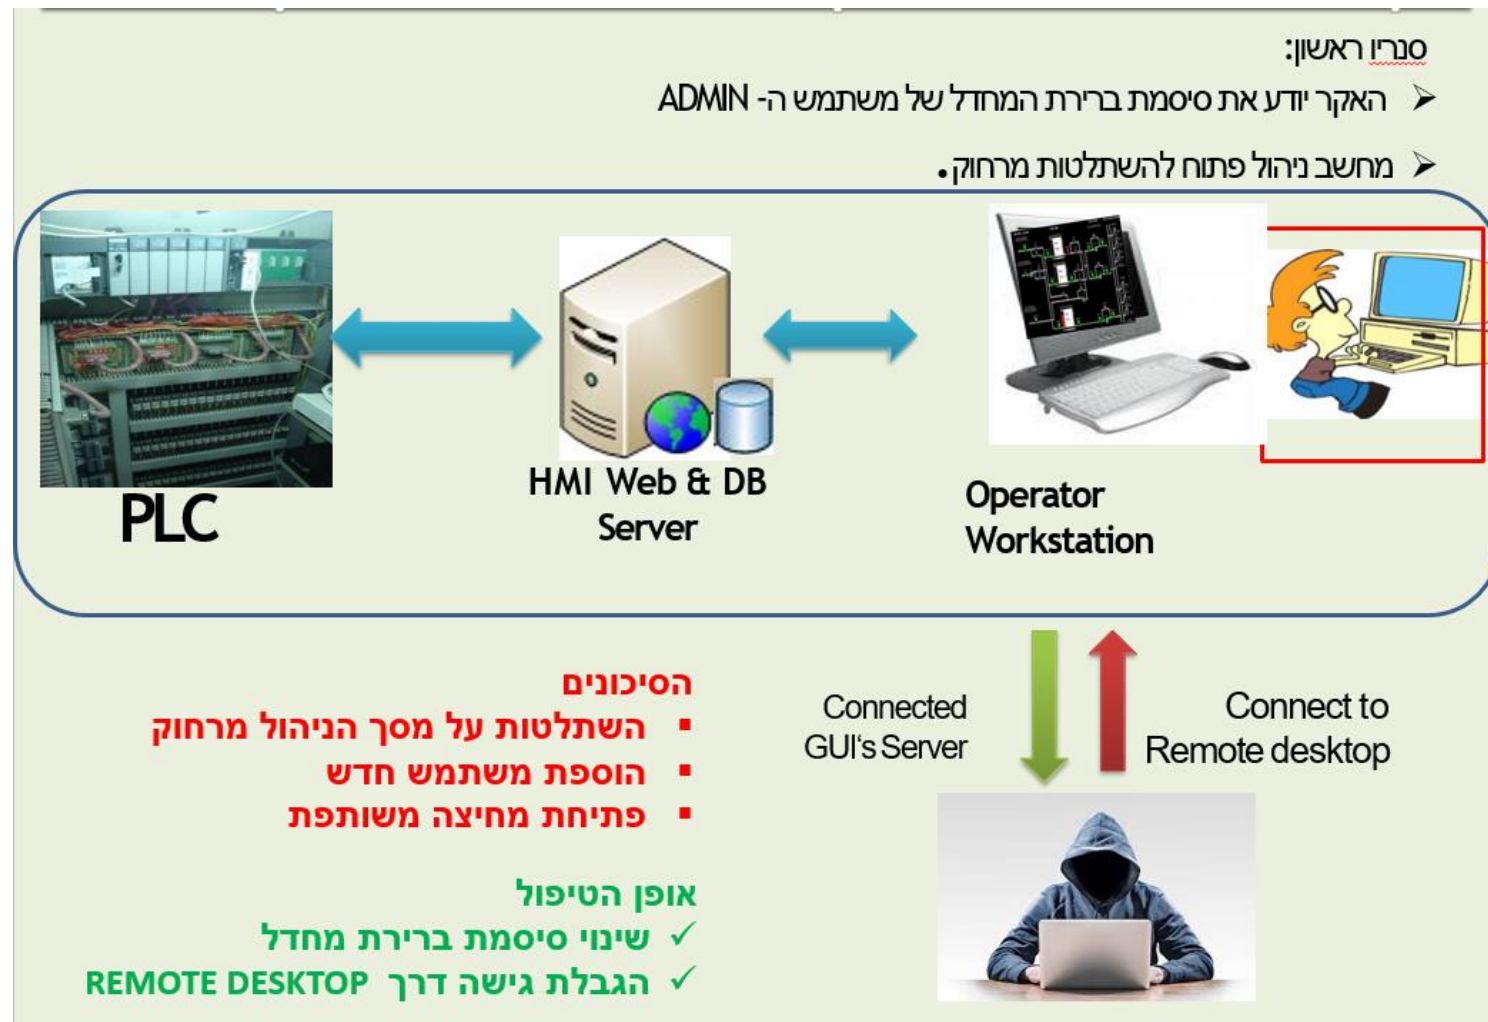 סנריו ראשון:
האקר יודע את סיסמת ברירת המחדל של משתמש ה- ADMIN
מחשב ניהול פתוח להשתלטות מרחוק.
PLC
HMI Web & DB
Server
Operator
Workstation
Connected
GUI's Server
Connect to
Remote desktop
הסיכונים
השתלטות על מסך הניהול מרחוק
הוספת משתמש חדש
פתיחת מחיצה משותפת
אופן הטיפול
שינוי סיסמת ברירת מחדל
הגבלת גישה דרך REMOTE DESKTOP